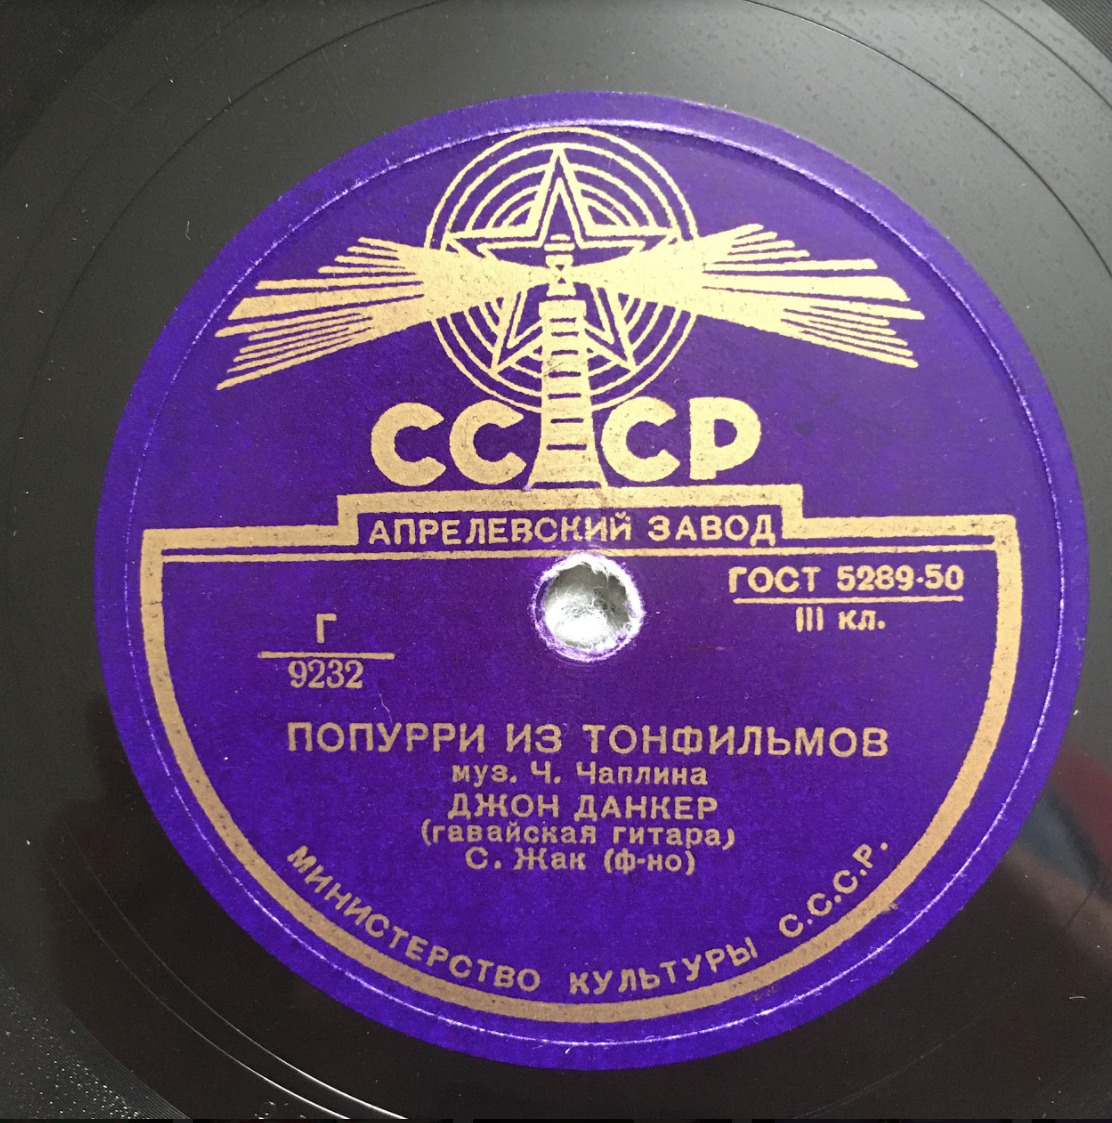 СССР
АПРЕЛЕВСКИЙ ЗАВОД
ГОСТ 5289-50
III кл.
Г
9232
ПОПУРРИ ИЗ ТОНФИЛЬМОВ
муз. Ч. Чаплина
ДЖОН ДАНКЕР
(гавайская гитара)
С. Жак (ф-но)
МИНИСТЕРСТВО КУЛЬТУРЫ С.С.С.Р.